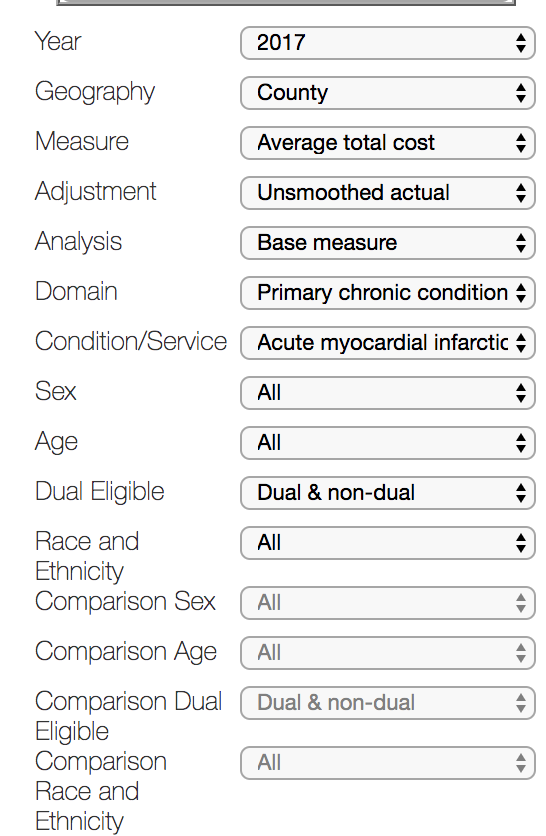 Year 2017
Geography County
Measure Average total cost
Adjustment Unsmoothed actual
Analysis Base measure
Domain Primary chronic condition
Condition/Service Acute myocardial infarctic
Sex All
Age All
Dual Eligible Dual & non-dual
Race and All
Ethnicity
Comparison Sex All
Comparison Age All
Comparison Dual Dual & non-dual
Eligible
Comparison All
Race and
Ethnicity